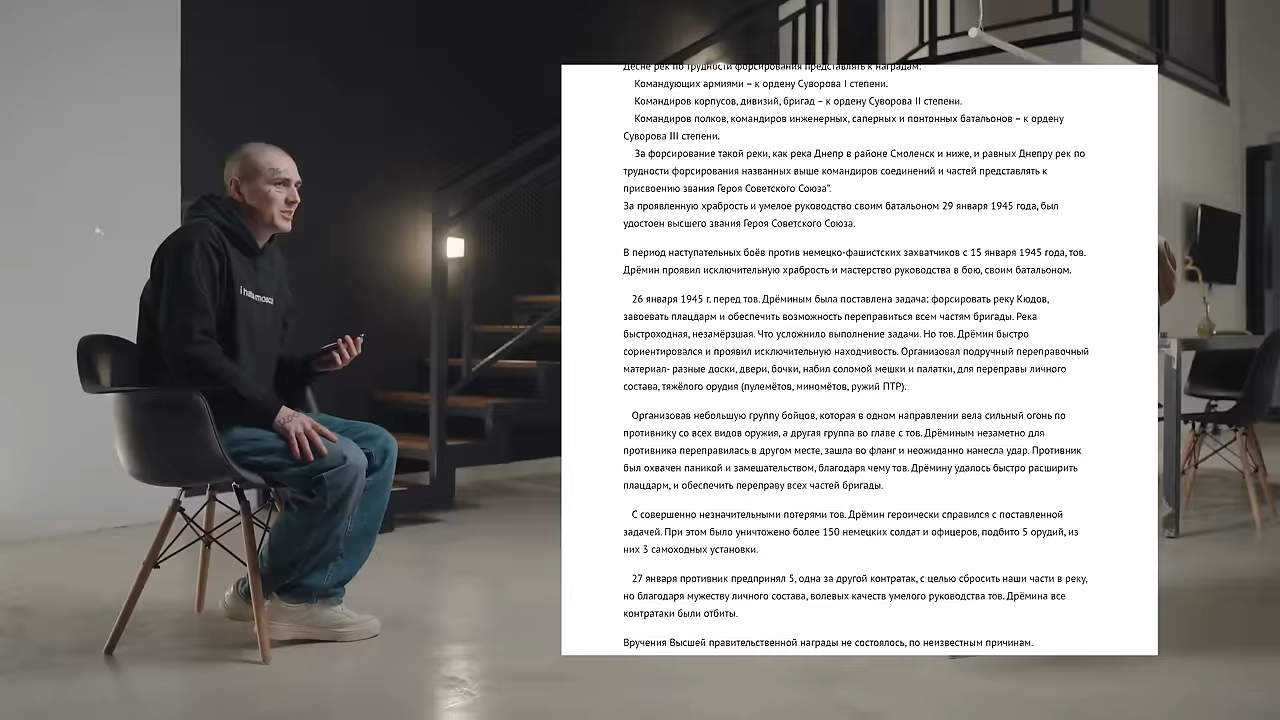 Десне рек по трудности форсирования представлять к наградам:
Командующих армиями – к ордену Суворова I степени.
Командиров корпусов, дивизий, бригад – к ордену Суворова II степени.
Командиров полков, командиров инженерных, саперных и понтонных батальонов – к ордену
Суворова III степени.
За форсирование такой реки, как река Днепр в районе Смоленск и ниже, и равных Днепру рек по
трудности форсирования названных выше командиров соединений и частей представлять к
присвоению звания Героя Советского Союза".
За проявленную храбрость и умелое руководство своим батальоном 29 января 1945 года, был
удостоен высшего звания Героя Советского Союза.
В период наступательных боёв против немецко-фашистских захватчиков с 15 января 1945 года, тов.
Дрёмин проявил исключительную храбрость и мастерство руководства в бою, своим батальоном.
26 января 1945 г. перед тов. Дрёминым была поставлена задача: форсировать реку Кюдов,
завоевать плацдарм и обеспечить возможность переправиться всем частям бригады. Река
быстроходная, незамёрзшая. Что усложнило выполнение задачи. Но тов. Дрёмин быстро
сориентировался и проявил исключительную находчивость. Организовал подручный переправочный
материал- разные доски, двери, бочки, набил соломой мешки и палатки, для переправы личного
состава, тяжёлого орудия (пулемётов, миномётов, ружий ПТР).
Организовав небольшую группу бойцов, которая в одном направлении вела сильный огонь по
противнику со всех видов оружия, а другая группа во главе с тов. Дрёминым незаметно для
противника переправилась в другом месте, зашла во фланг и неожиданно нанесла удар. Противник
был охвачен паникой и замешательством, благодаря чему тов. Дрёмину удалось быстро расширить
плацдарм, и обеспечить переправу всех частей бригады.
С совершенно незначительными потерями тов. Дрёмин героически справился с поставленной
задачей. При этом было уничтожено более 150 немецких солдат и офицеров, подбито 5 орудий, из
них 3 самоходных установки.
27 января противник предпринял 5, одна за другой контратак, с целью сбросить наши части в реку,
но благодаря мужеству личного состава, волевых качеств умелого руководства тов. Дрёмина все
контратаки были отбиты.
Вручения Высшей правительственной награды не состоялось, по неизвестным причинам.